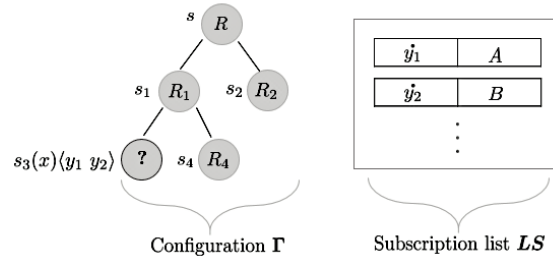 s R
ẏ₁ A
s₁ R₁ s₂ R₂
ẏ₂ B
⋮
s₃(x)⟨y₁ y₂⟩ ? s₄ R₄
Configuration Γ
Subscription list LS